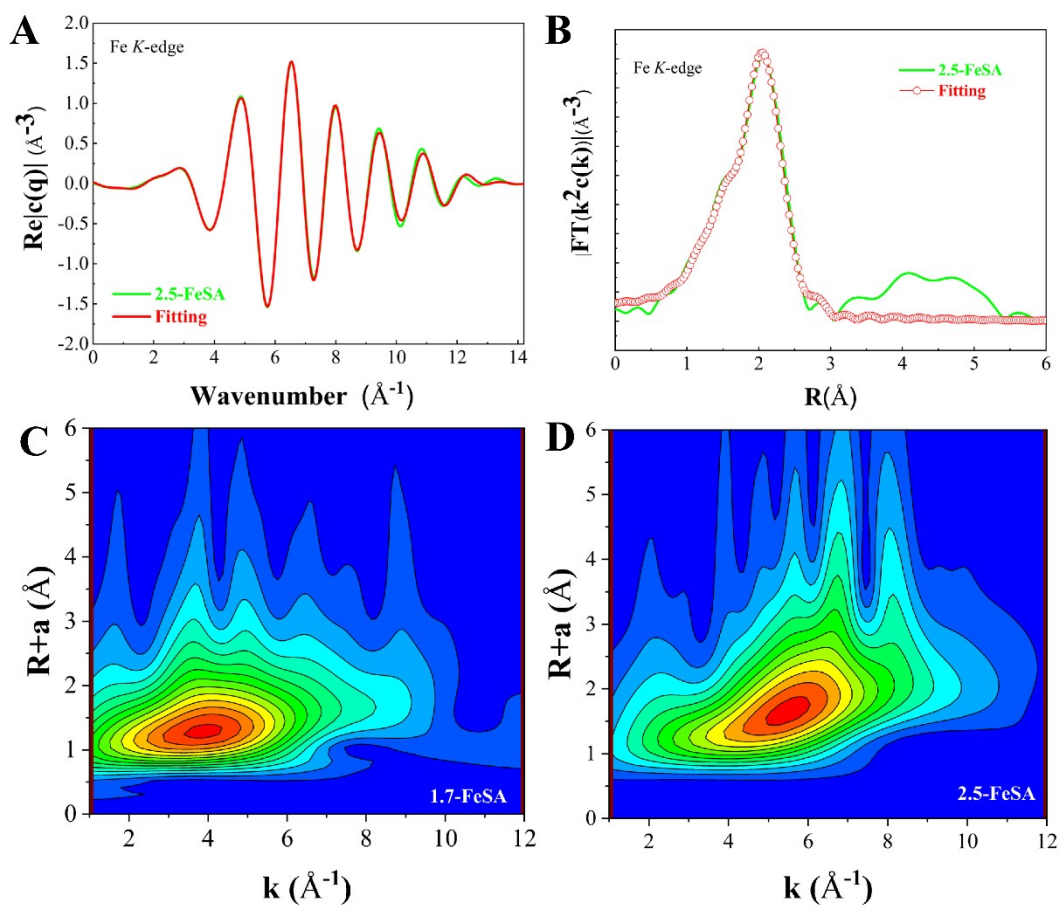 A
Fe K-edge
Re|c(q)| (Å-3)
2.0
1.5
1.0
0.5
0.0
-0.5
-1.0
-1.5
-2.0
2.5-FeSA
Fitting
0 2 4 6 8 10 12 14
Wavenumber (Å-1)
B
Fe K-edge
|FT(k2c(k))|(Å-3)
2.5-FeSA
Fitting
0 1 2 3 4 5 6
R(Å)
C
R+a (Å)
6
5
4
3
2
1
0
1.7-FeSA
2 4 6 8 10 12
k (Å-1)
D
R+a (Å)
6
5
4
3
2
1
0
2.5-FeSA
2 4 6 8 10 12
k (Å-1)